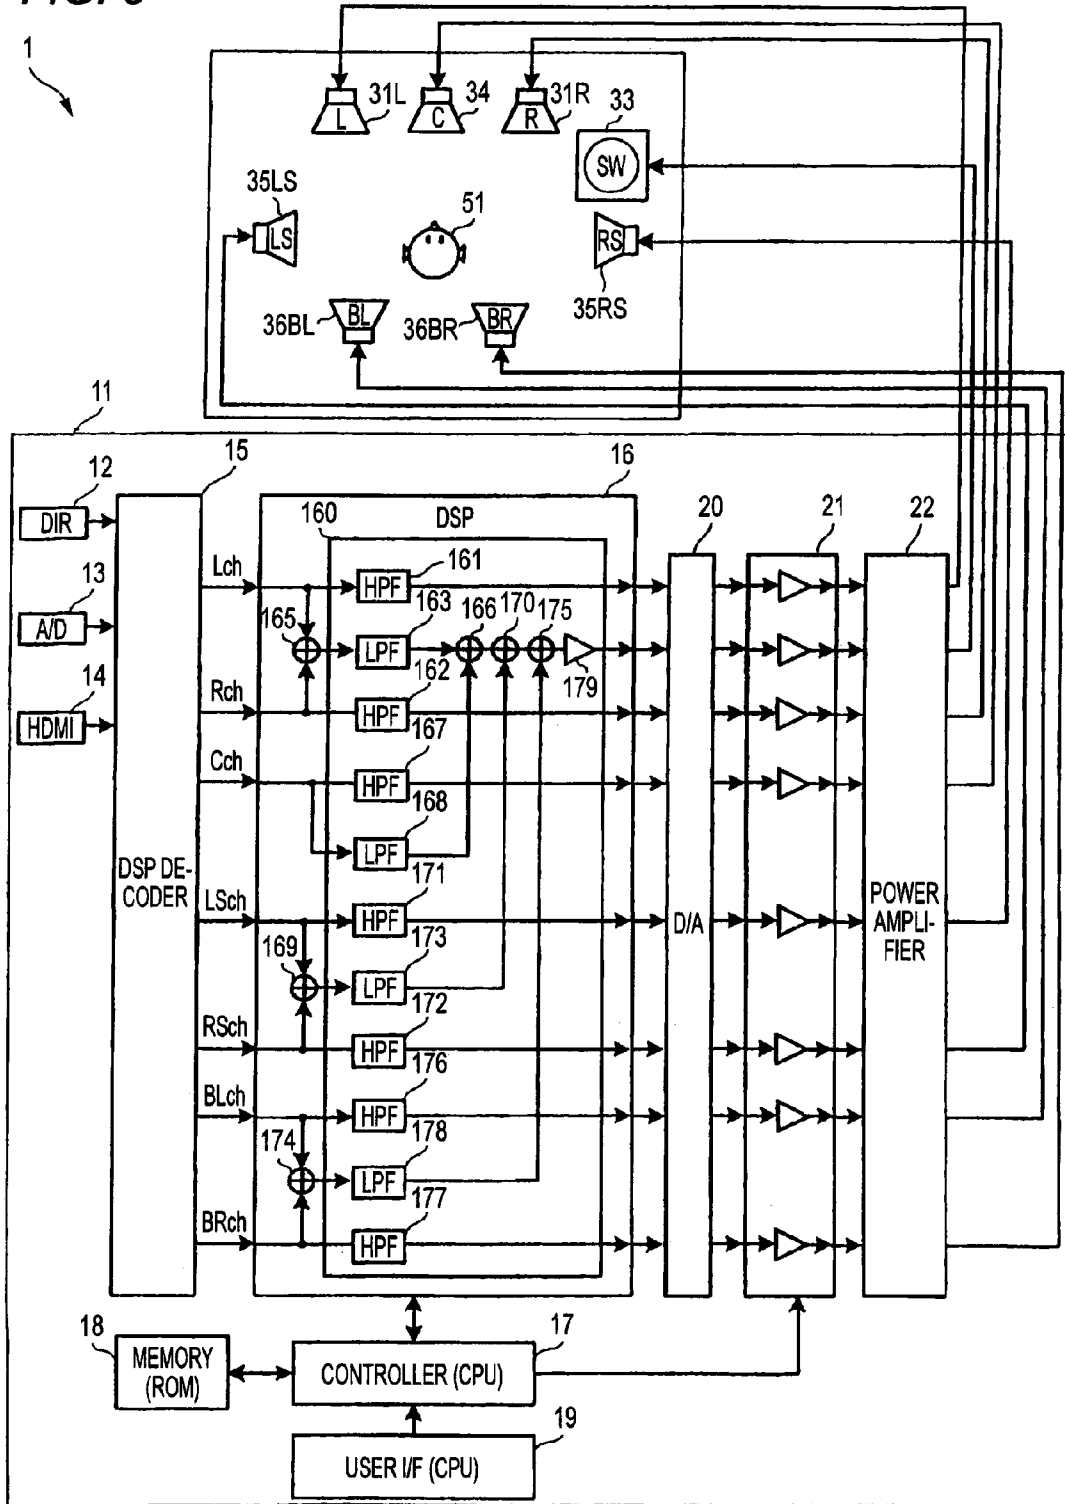 1
31L
34
31R
33
L
C
R
SW
35LS
51
LS
RS
35RS
36BL
BL
36BR
BR
11
12
15
16
DIR
160
DSP
20
21
22
161
Lch
HPF
13
163
166
170
175
A/D
165
LPF
162
179
14
Rch
HPF
HDMI
167
Cch
HPF
168
LPF
DSP DE-
CODER
171
LSch
HPF
D/A
POWER
AMPLI-
FIER
173
169
LPF
172
RSch
HPF
176
BLch
HPF
178
174
LPF
177
BRch
HPF
18
17
MEMORY
(ROM)
CONTROLLER (CPU)
19
USER I/F (CPU)